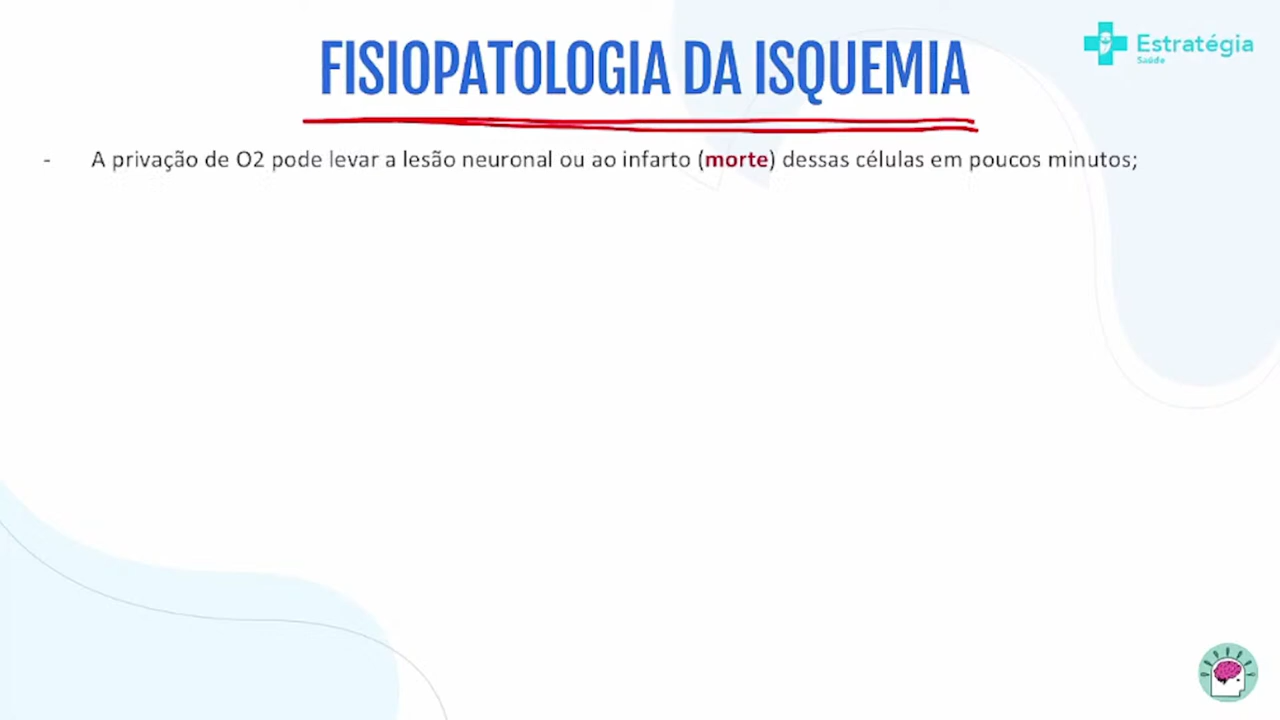 FISIOPATOLOGIA DA ISQUEMIA
Estratégia
Saúde
- A privação de O2 pode levar a lesão neuronal ou ao infarto (morte) dessas células em poucos minutos;